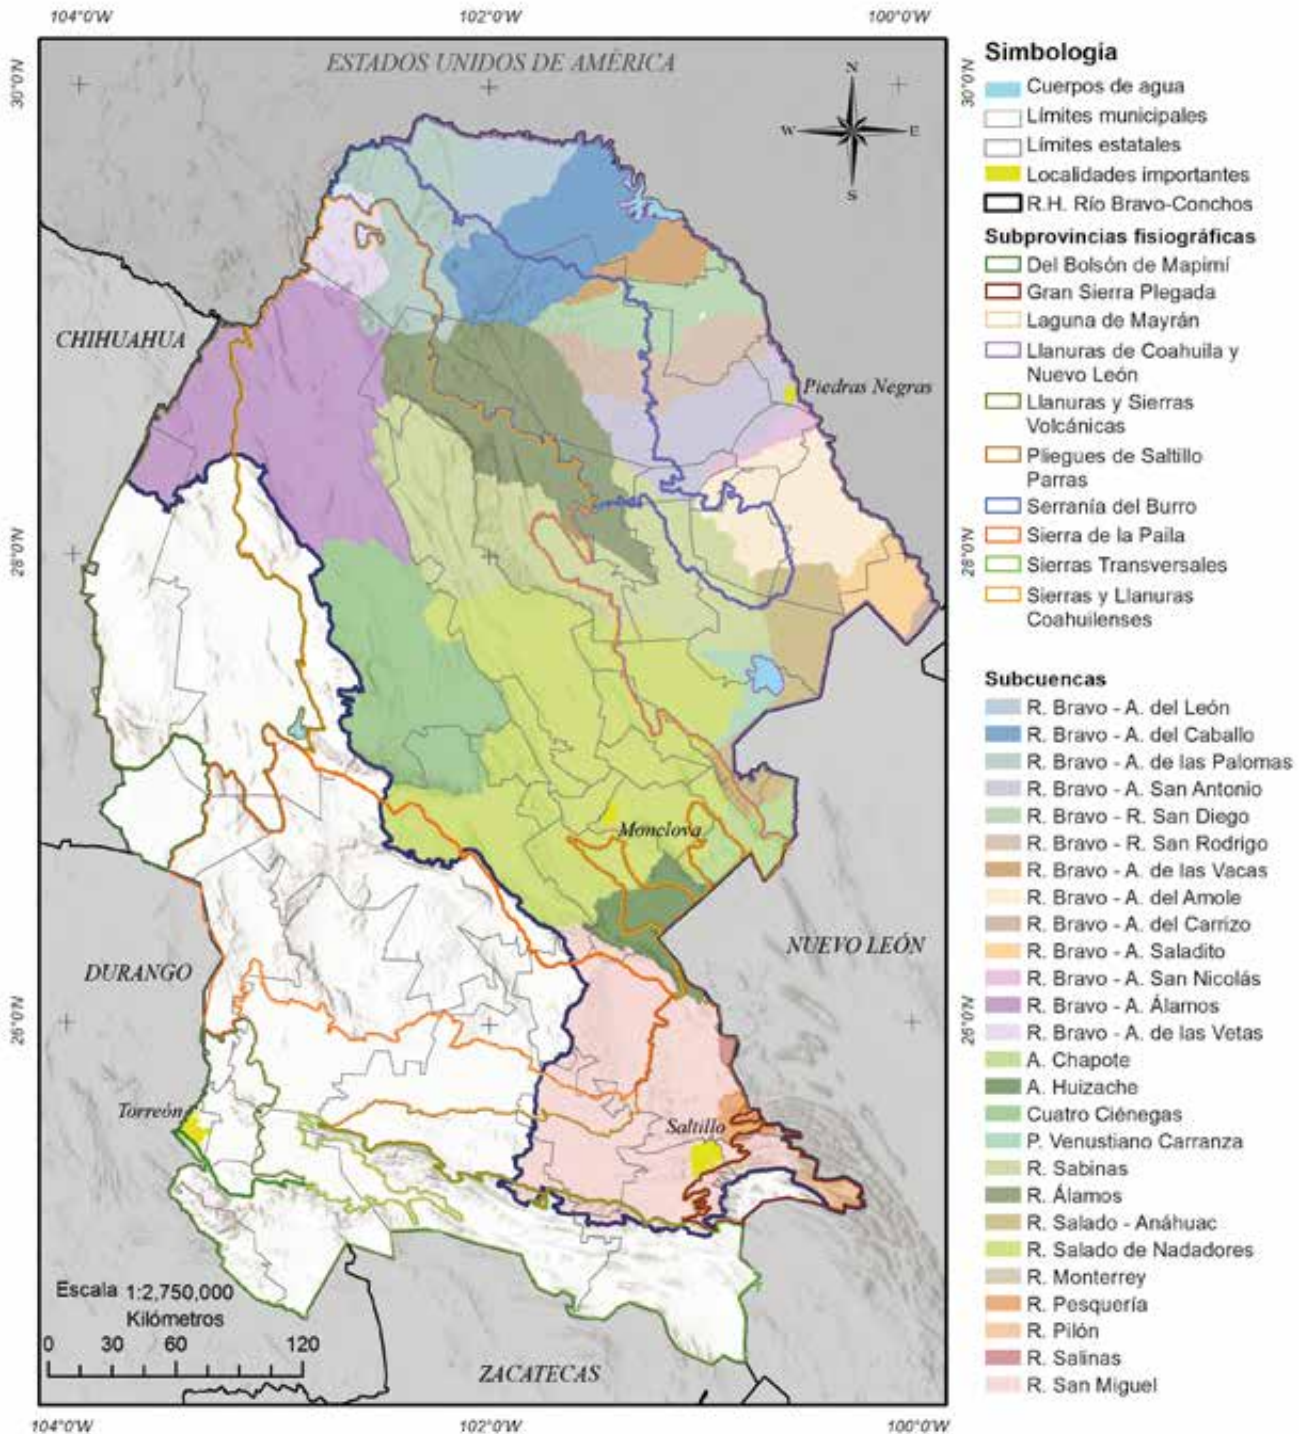 104°0'W 102°0'W 100°0'W
30°0'N
30°0'N
28°0'N
28°0'N
26°0'N
26°0'N
ESTADOS UNIDOS DE AMÉRICA
N
W E
S
CHIHUAHUA
Piedras Negras
Monclova
NUEVO LEÓN
DURANGO
Torreón
Saltillo
ZACATECAS
Escala 1:2,750,000
Kilómetros
0 30 60 120
104°0'W 102°0'W 100°0'W
Simbología
Cuerpos de agua
Límites municipales
Límites estatales
Localidades importantes
R.H. Río Bravo-Conchos
Subprovincias fisiográficas
Del Bolsón de Mapimí
Gran Sierra Plegada
Laguna de Mayrán
Llanuras de Coahuila y
Nuevo León
Llanuras y Sierras
Volcánicas
Pliegues de Saltillo
Parras
Serranía del Burro
Sierra de la Paila
Sierras Transversales
Sierras y Llanuras
Coahuilenses
Subcuencas
R. Bravo - A. del León
R. Bravo - A. del Caballo
R. Bravo - A. de las Palomas
R. Bravo - A. San Antonio
R. Bravo - R. San Diego
R. Bravo - R. San Rodrigo
R. Bravo - A. de las Vacas
R. Bravo - A. del Amole
R. Bravo - A. del Carrizo
R. Bravo - A. Saladito
R. Bravo - A. San Nicolás
R. Bravo - A. Álamos
R. Bravo - A. de las Vetas
A. Chapote
A. Huizache
Cuatro Ciénegas
P. Venustiano Carranza
R. Sabinas
R. Álamos
R. Salado - Anáhuac
R. Salado de Nadadores
R. Monterrey
R. Pesquería
R. Pilón
R. Salinas
R. San Miguel